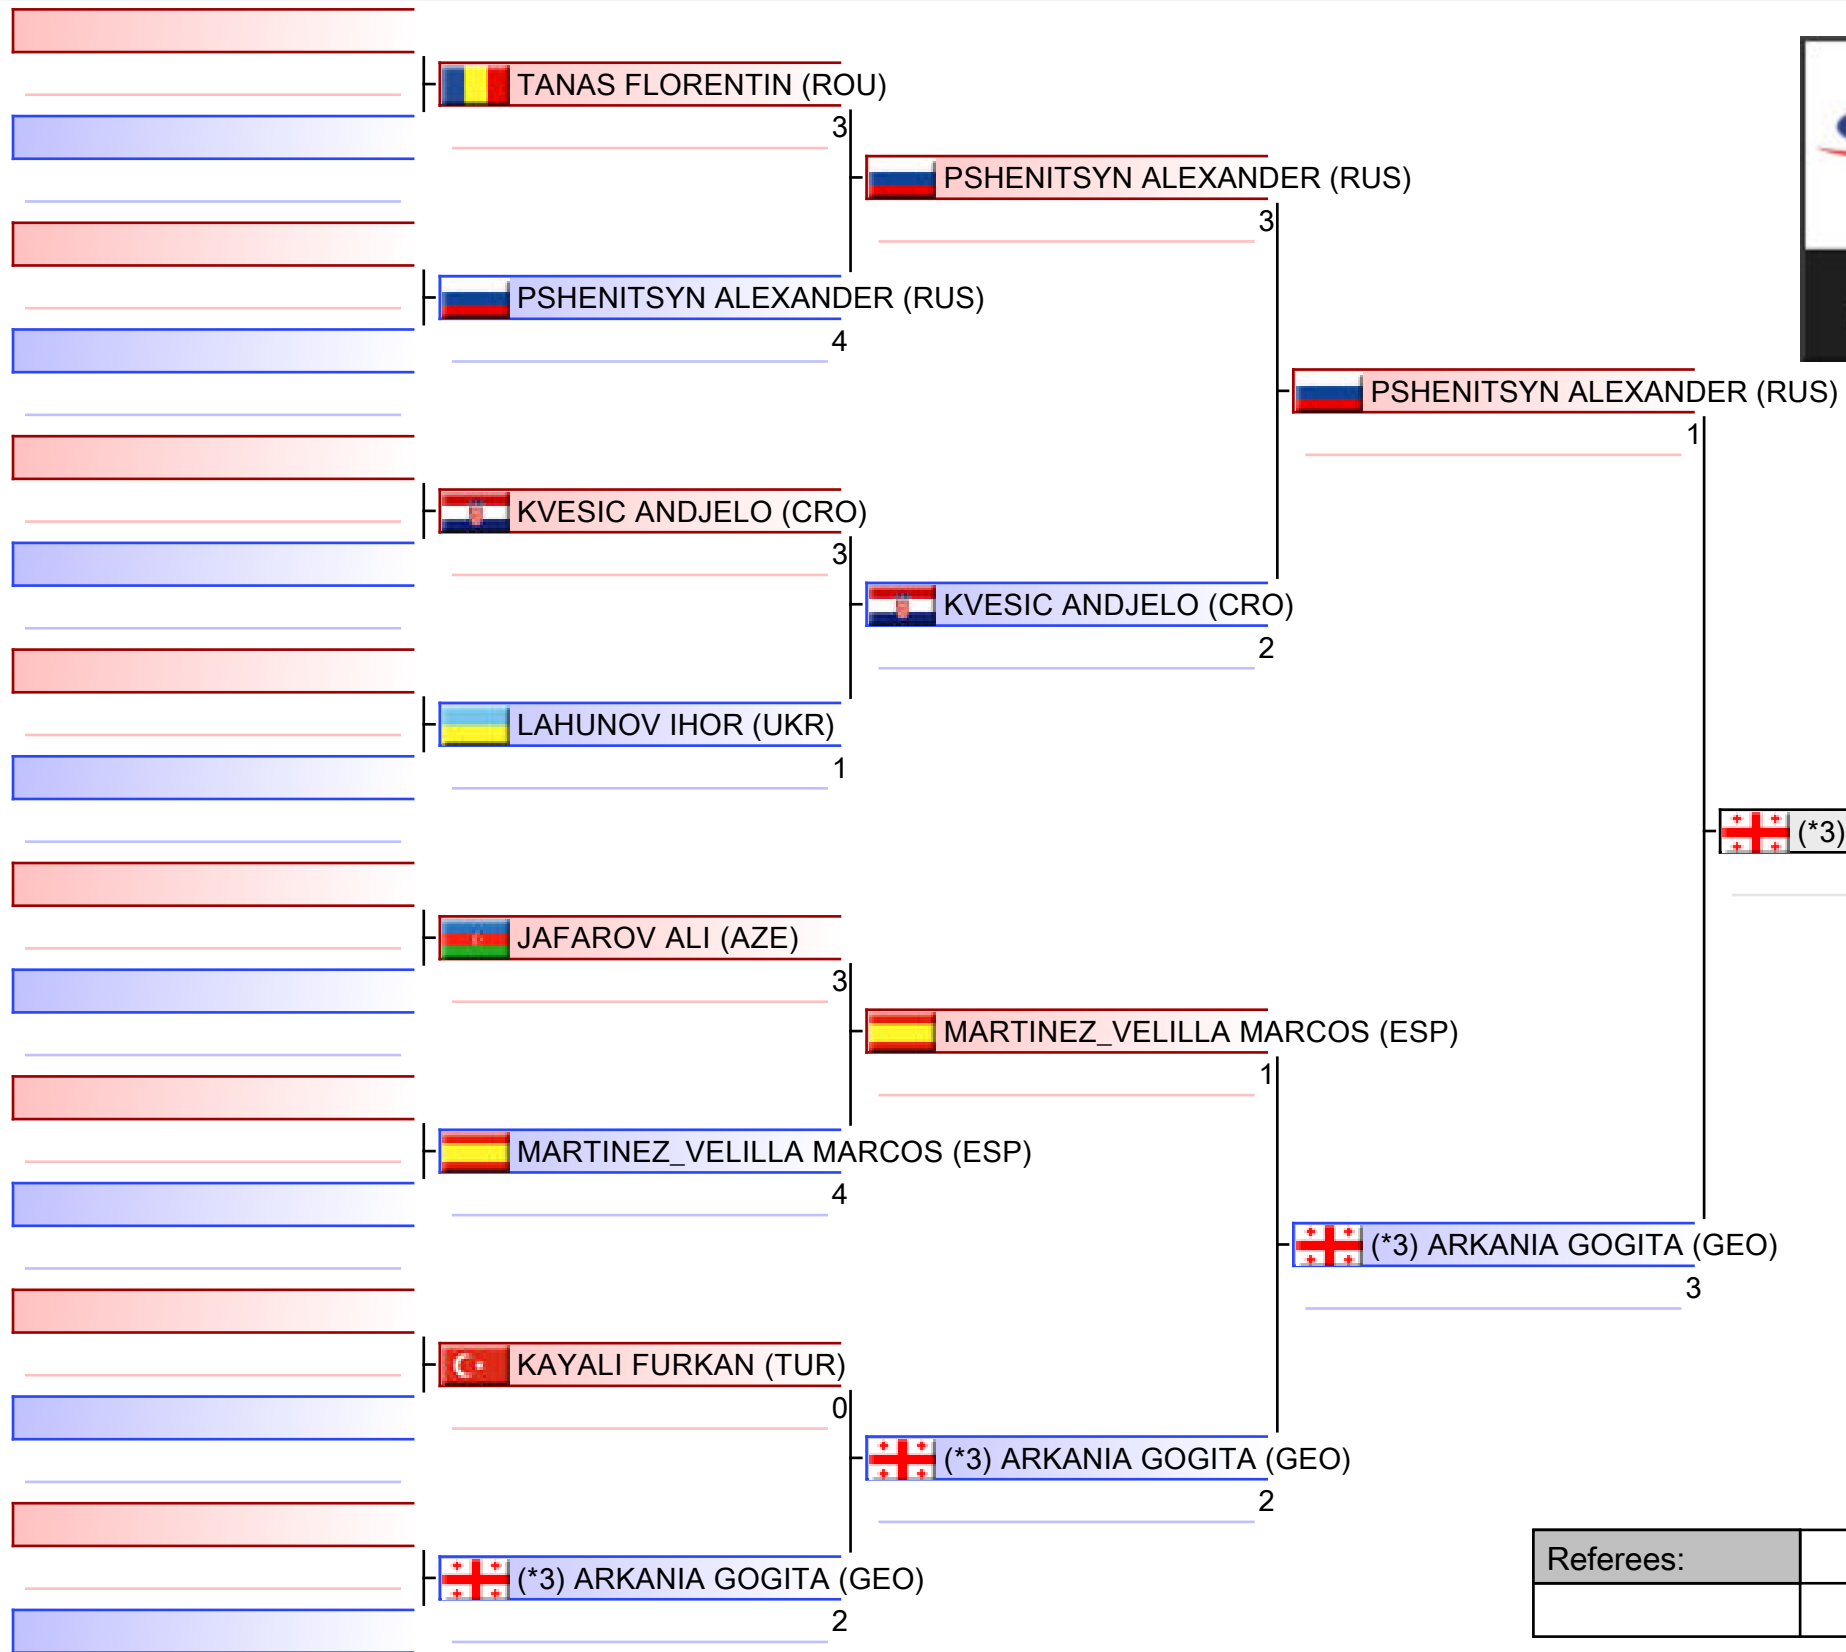 TANAS FLORENTIN (ROU)
3
PSHENITSYN ALEXANDER (RUS)
3
PSHENITSYN ALEXANDER (RUS)
4
PSHENITSYN ALEXANDER (RUS)
1
KVESIC ANDJELO (CRO)
3
KVESIC ANDJELO (CRO)
2
LAHUNOV IHOR (UKR)
1
(*3)
JAFAROV ALI (AZE)
3
MARTINEZ_VELILLA MARCOS (ESP)
1
MARTINEZ_VELILLA MARCOS (ESP)
4
(*3) ARKANIA GOGITA (GEO)
3
KAYALI FURKAN (TUR)
0
(*3) ARKANIA GOGITA (GEO)
2
(*3) ARKANIA GOGITA (GEO)
2
Referees: